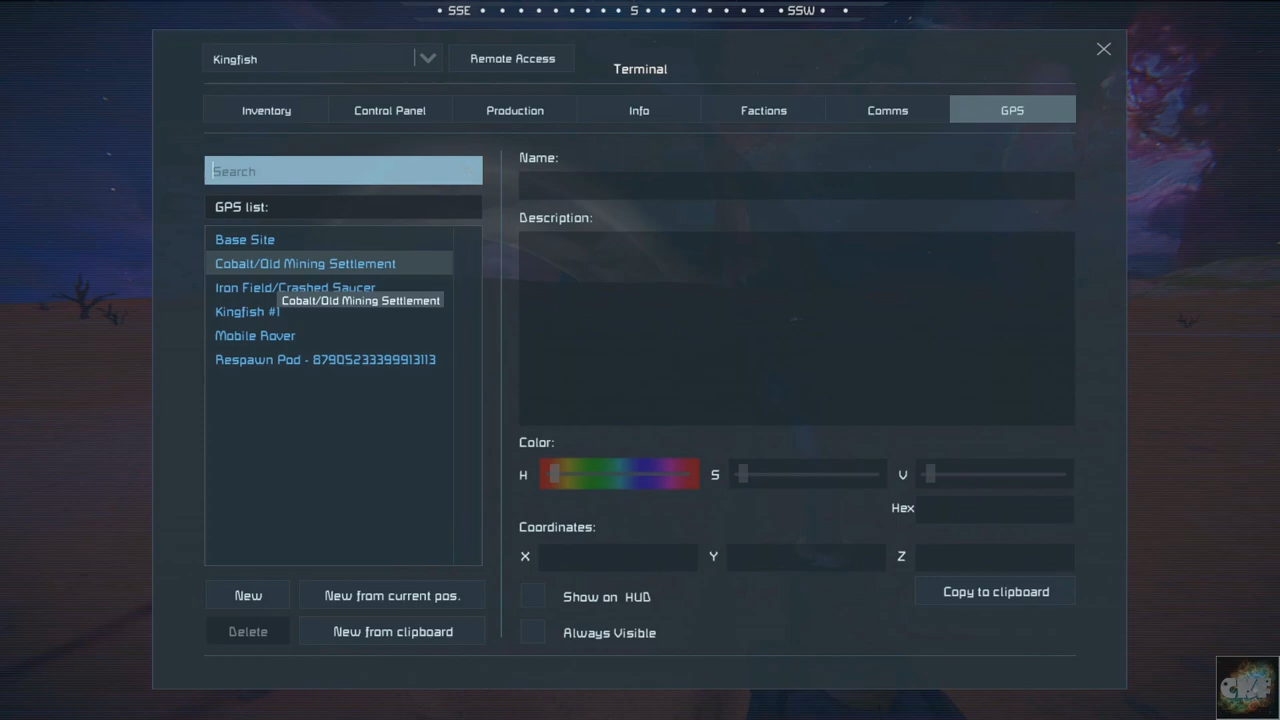 SSE S SSW
Kingfish
Remote Access
Terminal
Inventory
Control Panel
Production
Info
Factions
Comms
GPS
Search
GPS list:
Base Site
Cobalt/Old Mining Settlement
Iron Field/Crashed Saucer
Cobalt/Old Mining Settlement
Kingfish #1
Mobile Rover
Respawn Pod - 87905233399913113
New
New from current pos.
Delete
New from clipboard
Name:
Description:
Color:
H
S
V
Hex
Coordinates:
X
Y
Z
Show on HUD
Copy to clipboard
Always Visible